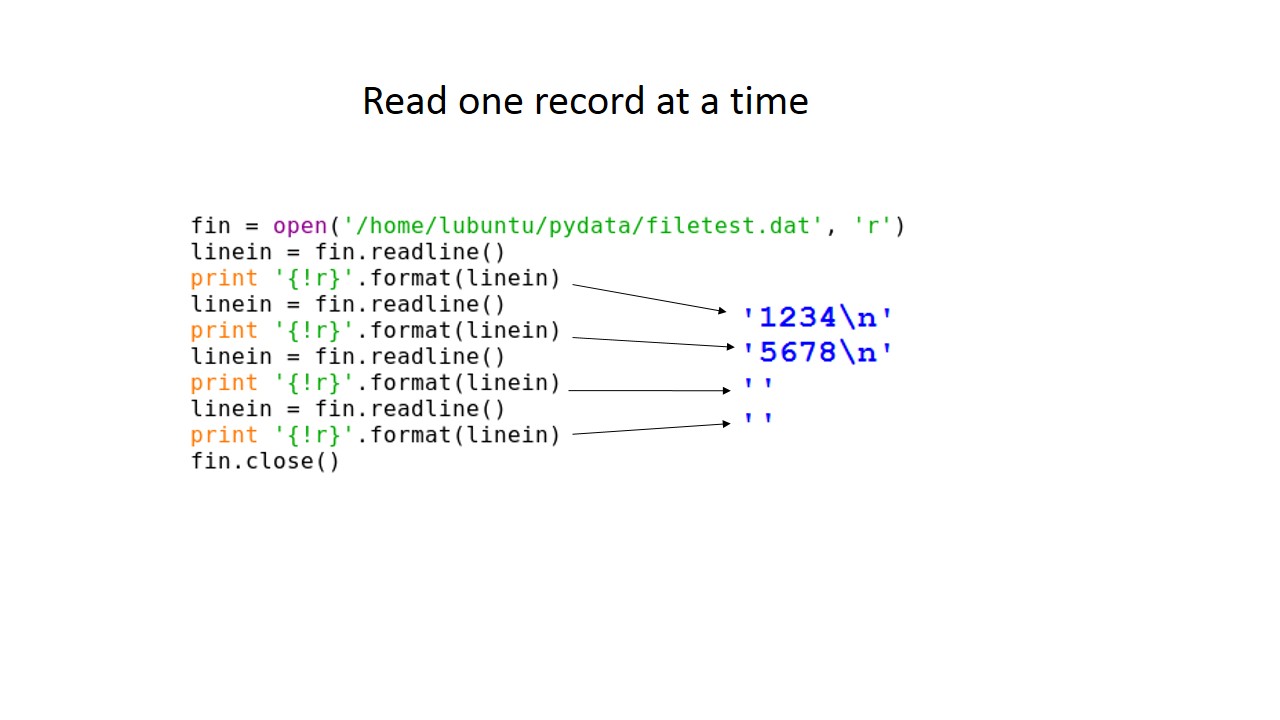 Read one record at a time
fin = open('/home/lubuntu/pydata/filetest.dat', 'r')
linein = fin.readline()
print '{!r}'.format(linein)
linein = fin.readline()
print '{!r}'.format(linein)
linein = fin.readline()
print '{!r}'.format(linein)
linein = fin.readline()
print '{!r}'.format(linein)
fin.close()
'1234\n'
'5678\n'
''
''